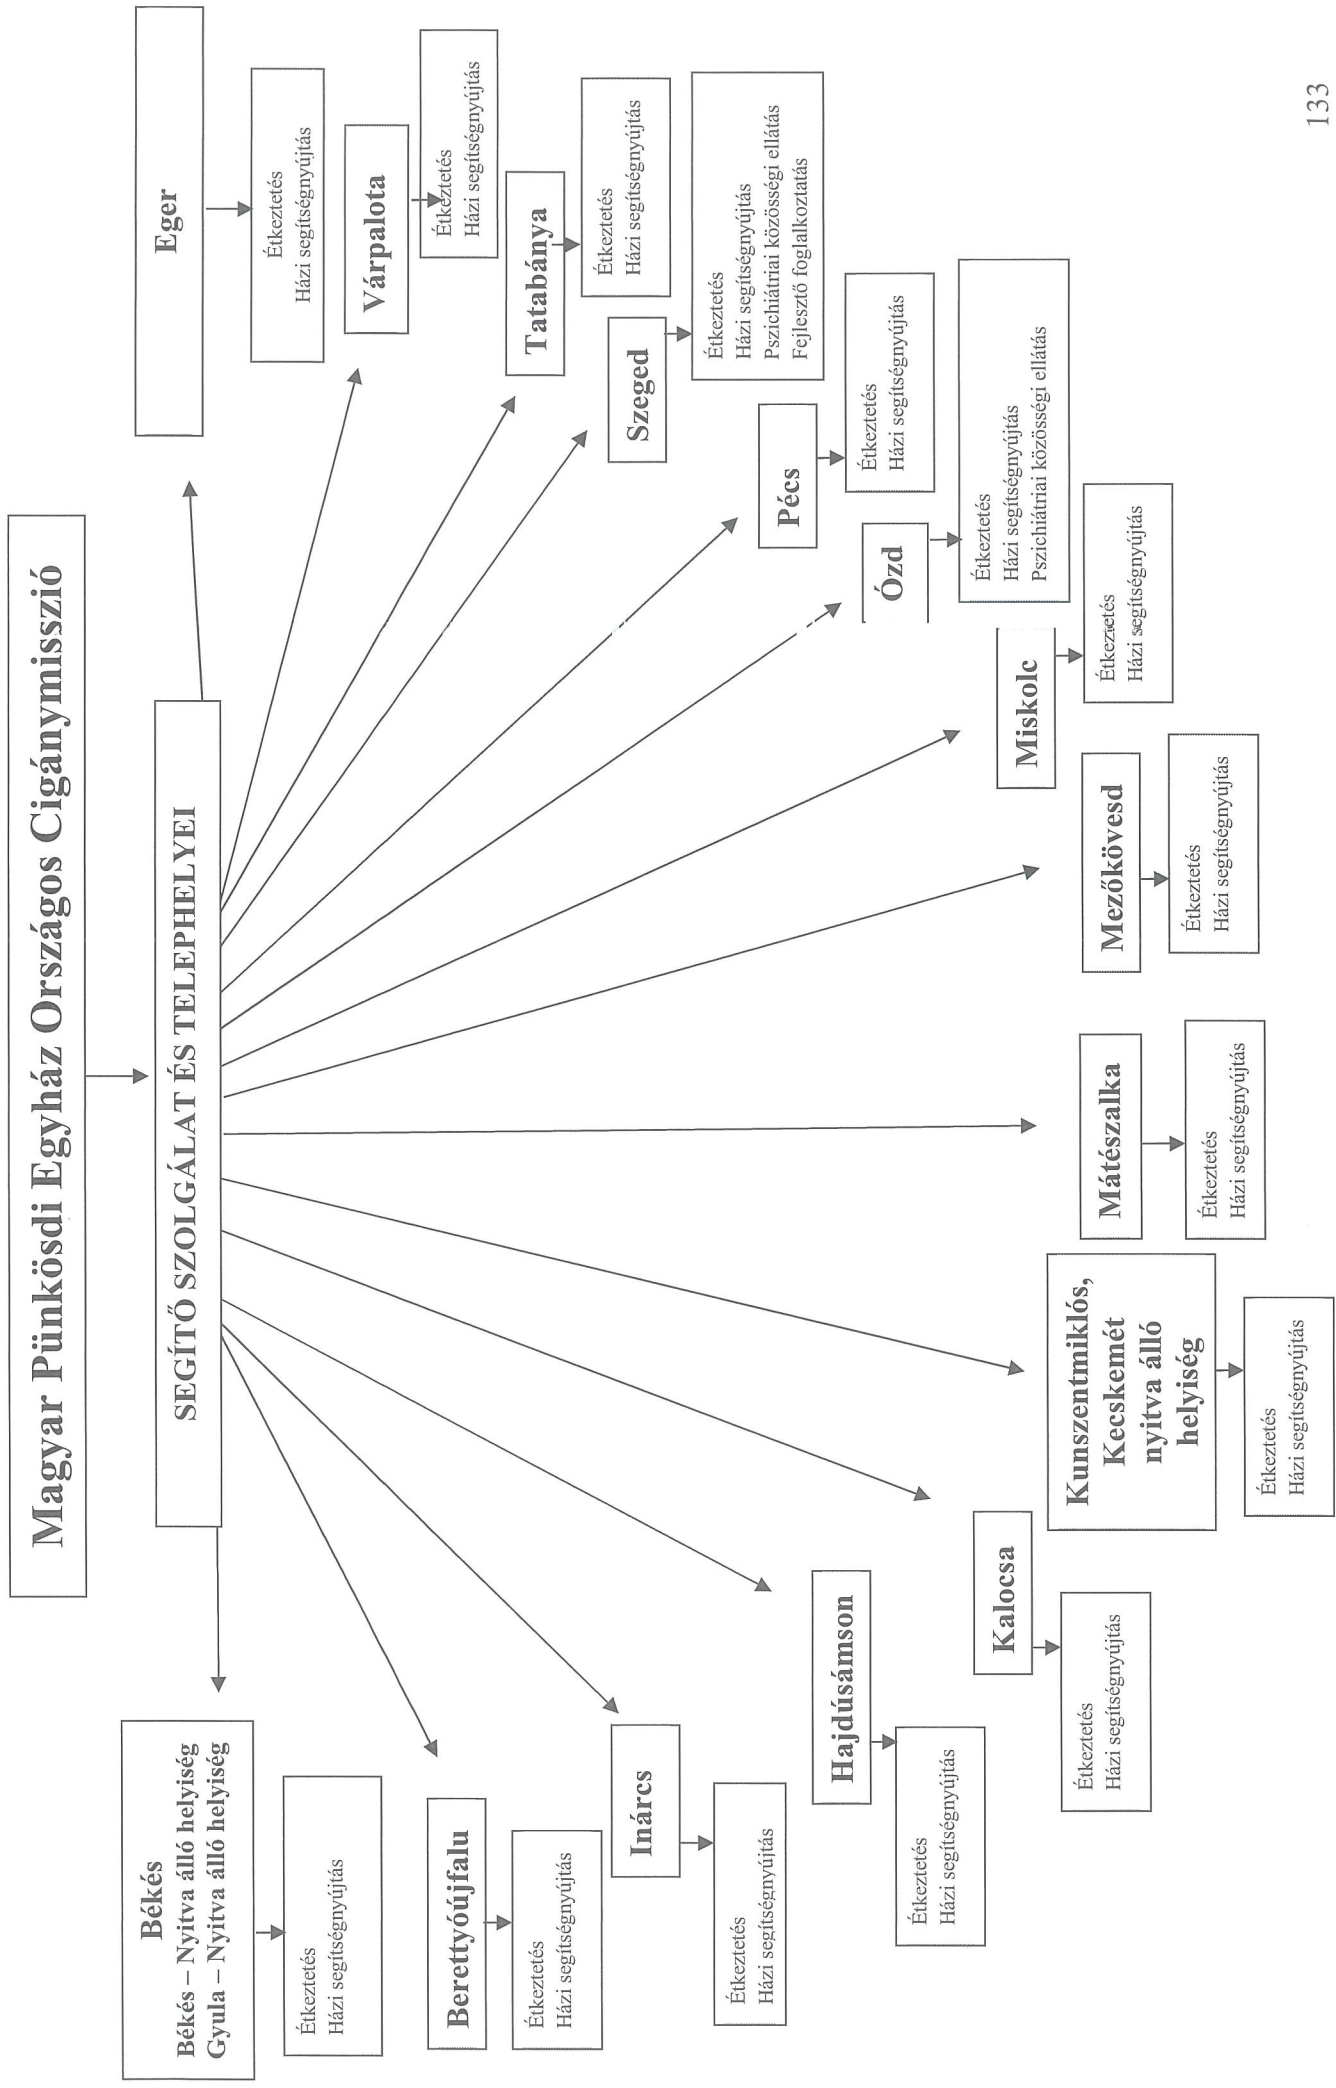 Magyar Pünkösdi Egyház Országos Cigánymisszió
SEGÍTŐ SZOLGÁLAT ÉS TELEPHELYEI
Békés
Békés – Nyitva álló helyiség
Gyula – Nyitva álló helyiség
Étkeztetés
Házi segítségnyújtás
Berettyóújfalu
Étkeztetés
Házi segítségnyújtás
Inárcs
Étkeztetés
Házi segítségnyújtás
Hajdúsámson
Étkeztetés
Házi segítségnyújtás
Kalocsa
Étkeztetés
Házi segítségnyújtás
Kunszentmiklós,
Kecskemét
nyitva álló
helyiség
Étkeztetés
Házi segítségnyújtás
Mátészalka
Étkeztetés
Házi segítségnyújtás
Mezőkövesd
Étkeztetés
Házi segítségnyújtás
Miskolc
Étkeztetés
Házi segítségnyújtás
Ózd
Étkeztetés
Házi segítségnyújtás
Pszichiátriai közösségi ellátás
Pécs
Étkeztetés
Házi segítségnyújtás
Szeged
Étkeztetés
Házi segítségnyújtás
Pszichiátriai közösségi ellátás
Fejlesztő foglalkoztatás
Tatabánya
Étkeztetés
Házi segítségnyújtás
Várpalota
Étkeztetés
Házi segítségnyújtás
Eger
Étkeztetés
Házi segítségnyújtás
133